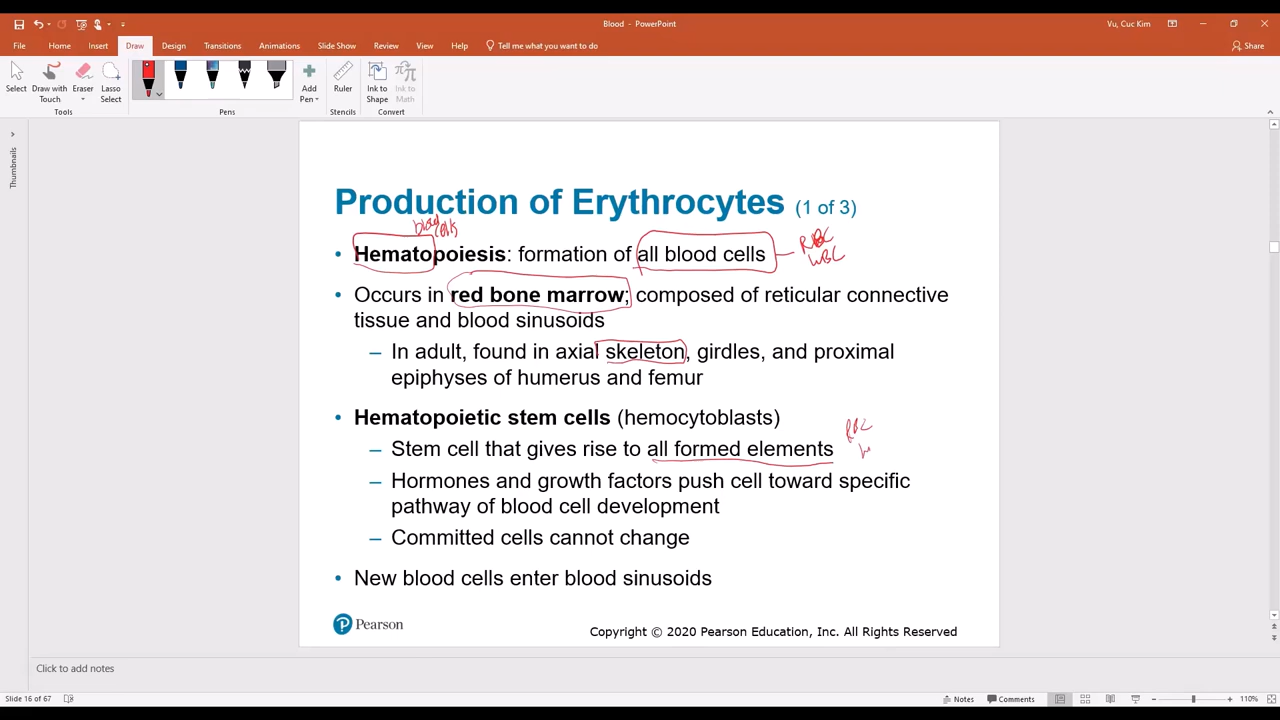 Blood - PowerPoint
Vu, Cuc Kim
File Home Insert Draw Design Transitions Animations Slide Show Review View Help Tell me what you want to do
Share
Select
Draw with Touch
Eraser
Lasso Select
Add Pen
Ruler
Ink to Shape
Ink to Math
Tools Pens Stencils Convert
Thumbnails
Production of Erythrocytes (1 of 3)
blood cells
• Hematopoiesis: formation of all blood cells
RBC
WBC
• Occurs in red bone marrow; composed of reticular connective
tissue and blood sinusoids
– In adult, found in axial skeleton, girdles, and proximal
epiphyses of humerus and femur
• Hematopoietic stem cells (hemocytoblasts)
RBC
– Stem cell that gives rise to all formed elements
– Hormones and growth factors push cell toward specific
pathway of blood cell development
– Committed cells cannot change
• New blood cells enter blood sinusoids
Pearson
Copyright © 2020 Pearson Education, Inc. All Rights Reserved
Click to add notes
Slide 16 of 67
Notes Comments
110%